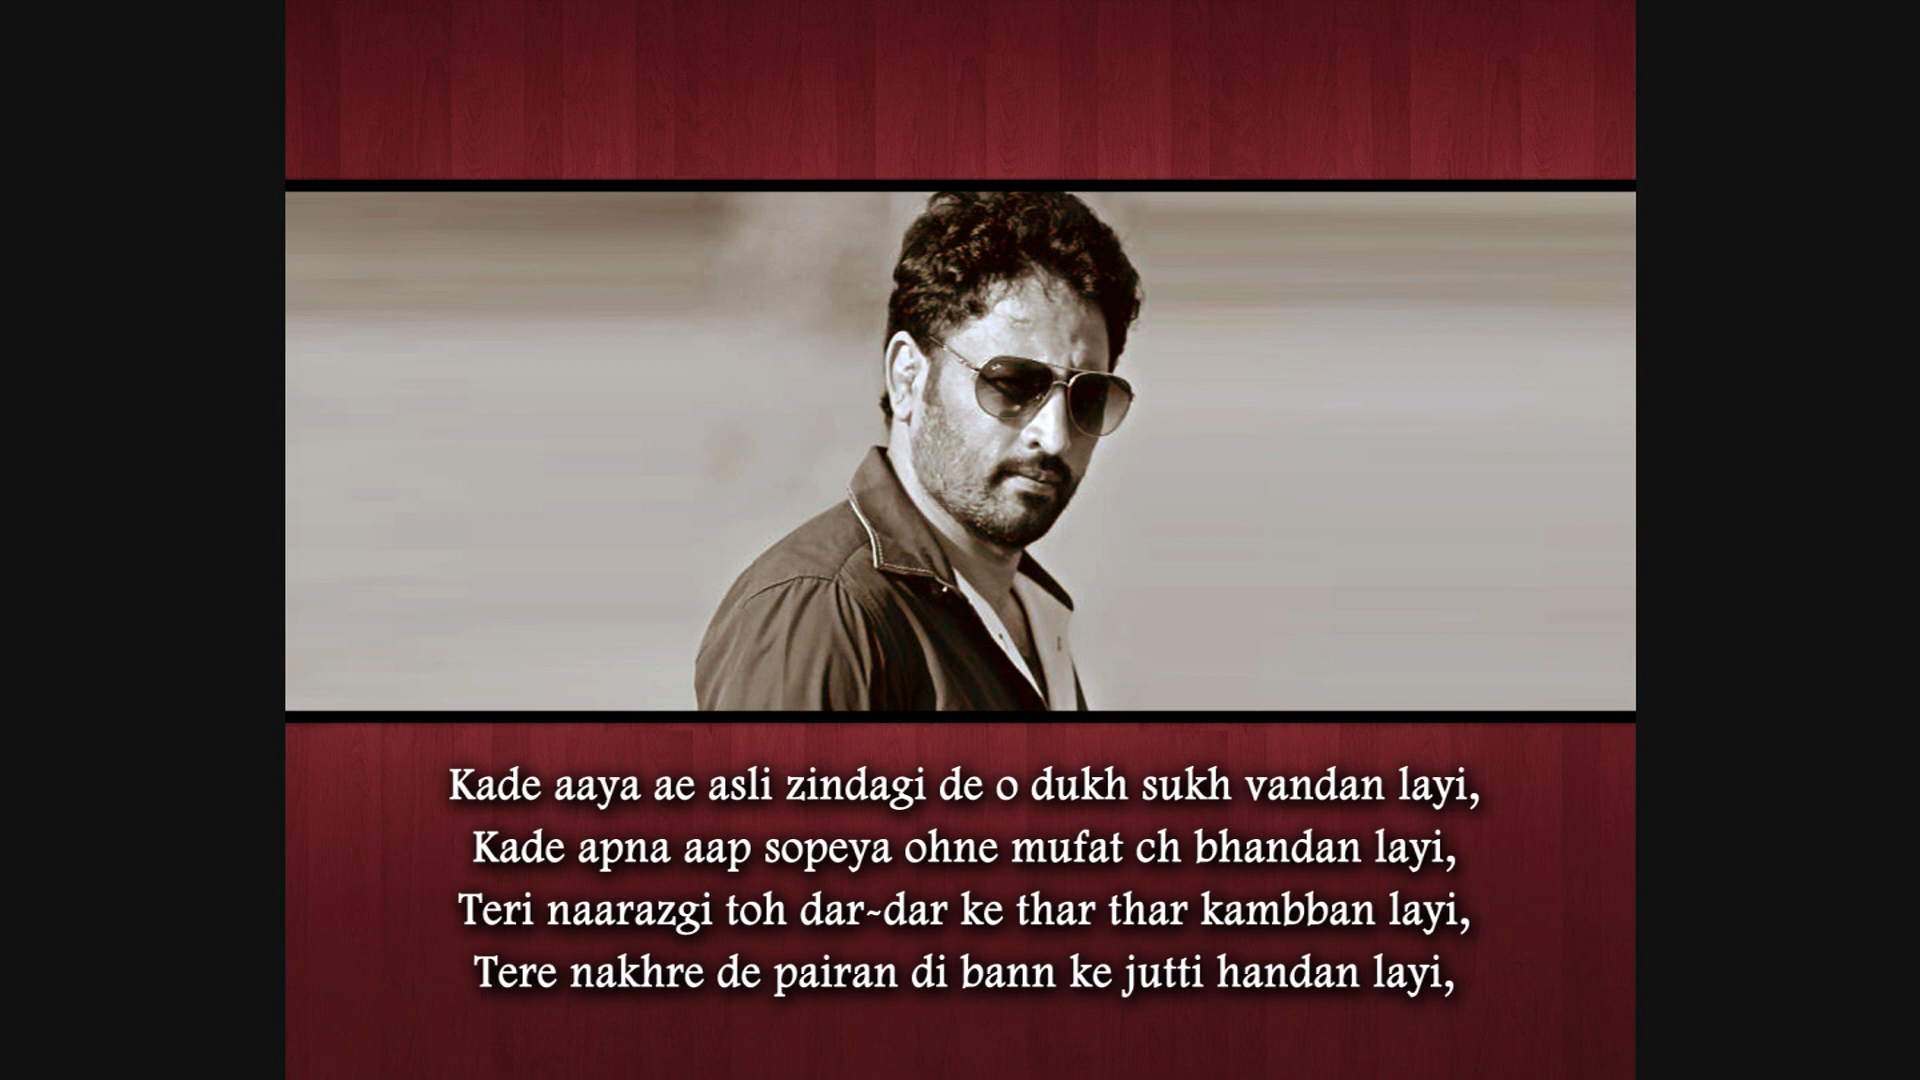 Kade aaya ae asli zindagi de o dukh sukh vandan layi,
Kade apna aap sopeya ohne mufat ch bhandan layi,
Teri naarazgi toh dar-dar ke thar thar kambban layi,
Tere nakhre de pairan di bann ke jutti handan layi,